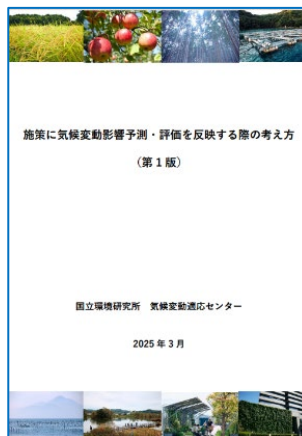 施策に気候変動影響予測・評価を反映する際の考え方
（第１版）
国立環境研究所　気候変動適応センター
2025 年 3 月